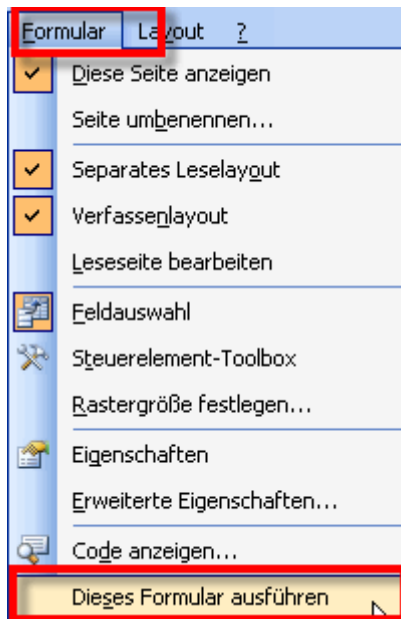 Formular Layout ?
Diese Seite anzeigen
Seite umbenennen...
Separates Leselayout
Verfassenlayout
Leseseite bearbeiten
Feldauswahl
Steuerelement-Toolbox
Rastergröße festlegen...
Eigenschaften
Erweiterte Eigenschaften...
Code anzeigen...
Dieses Formular ausführen